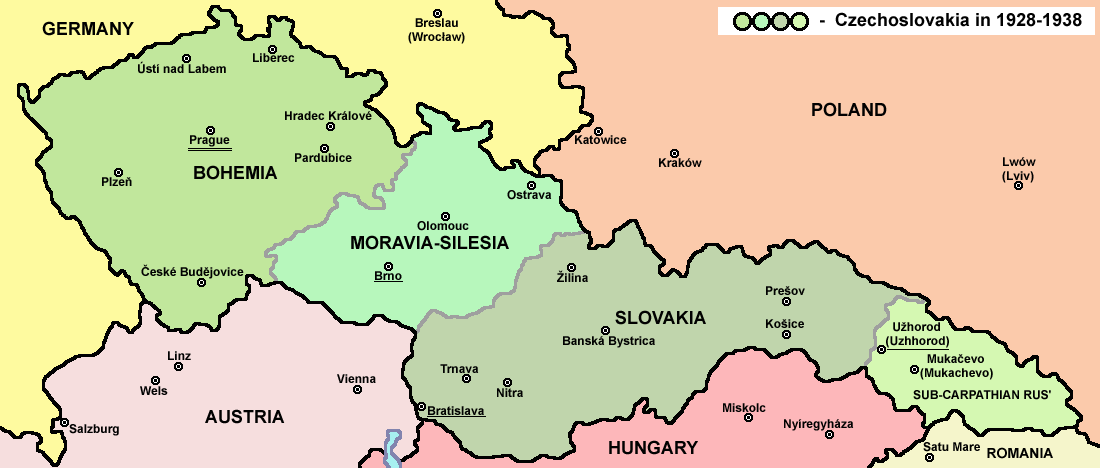 - Czechoslovakia in 1928-1938
GERMANY
Breslau
(Wrocław)
Liberec
Ústi nad Labem
POLAND
Hradec Králové
Prague
Pardubice
Katowice
Kraków
Lwów
(Lviv)
BOHEMIA
Plzeň
Ostrava
Olomouc
MORAVIA-SILESIA
České Budějovice
Brno
Žilina
Prešov
SLOVAKIA
Košice
Užhorod
(Uzhhorod)
Banská Bystrica
Linz
Wels
Vienna
Trnava
Nitra
Mukačevo
(Mukachevo)
SUB-CARPATHIAN RUS'
Bratislava
Miskolc
AUSTRIA
Salzburg
Nyíregyháza
HUNGARY
Satu Mare
ROMANIA